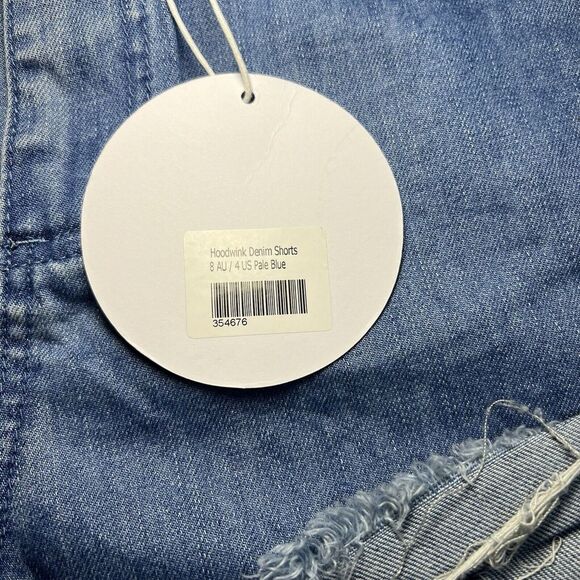 Hoodwink Denim Shorts
8 AU / 4 US Pale Blue
354676